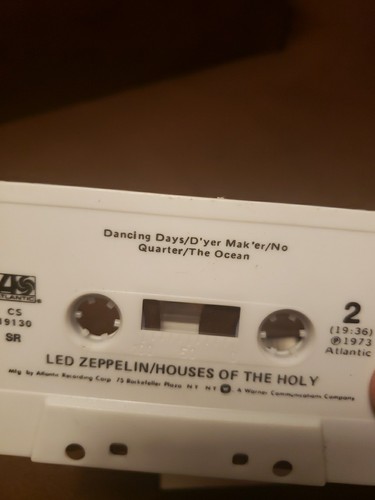 Dancing Days/D'yer Mak'er/No
Quarter/The Ocean
ATLANTIC
CS
19130
SR
2
(19:36)
℗1973
Atlantic
LED ZEPPELIN/HOUSES OF THE HOLY
Mfg. by Atlantic Recording Corp. 75 Rockefeller Plaza N.Y. N.Y. A Warner Communications Company